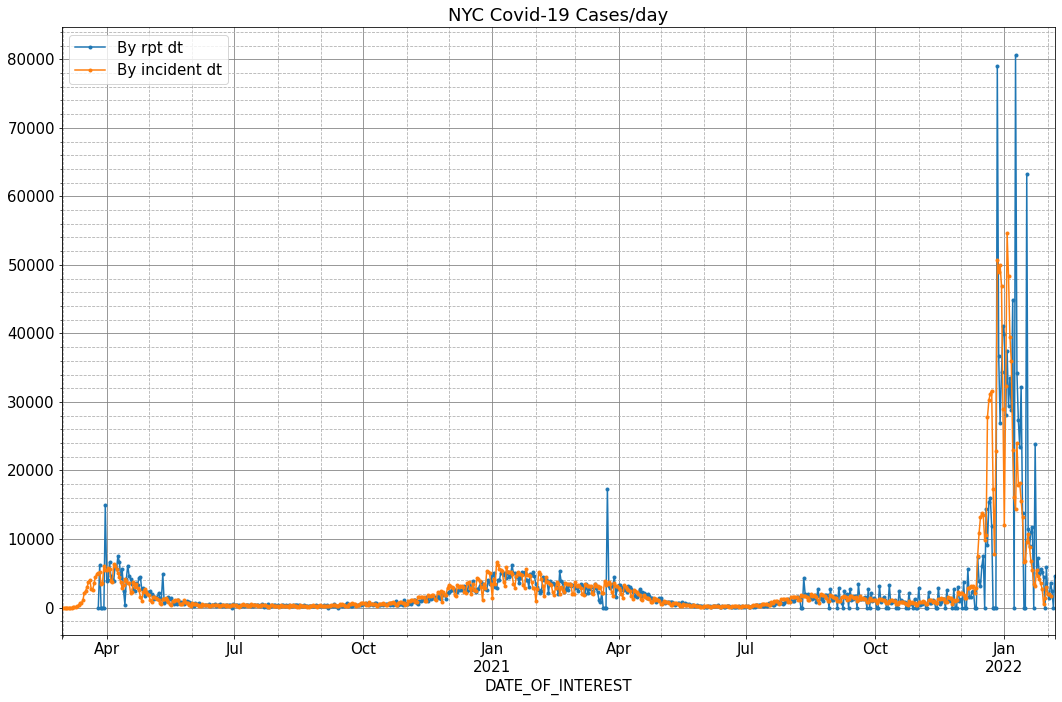 NYC Covid-19 Cases/day
By rpt dt
By incident dt
80000
70000
60000
50000
40000
30000
20000
10000
0
Apr Jul Oct Jan Apr Jul Oct Jan
2021 2022
DATE_OF_INTEREST